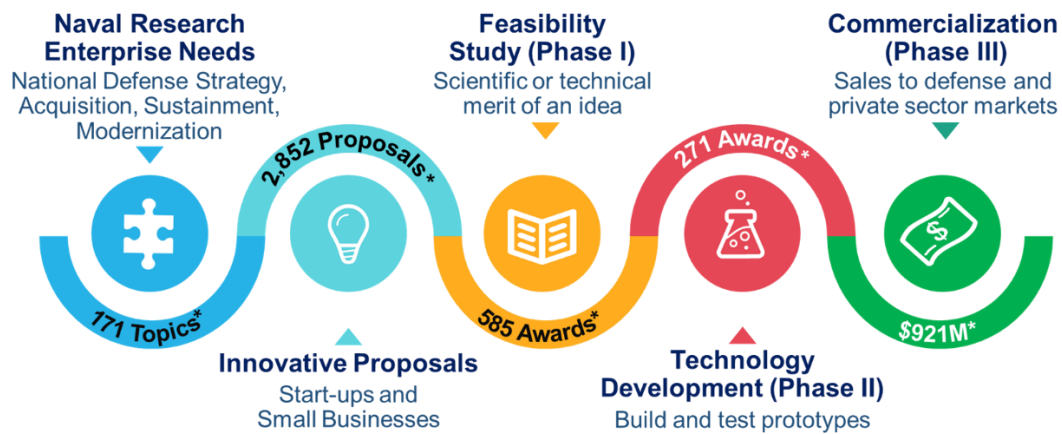 Naval Research
Enterprise Needs
National Defense Strategy,
Acquisition, Sustainment,
Modernization
171 Topics*
2,852 Proposals*
Innovative Proposals
Start-ups and
Small Businesses
Feasibility
Study (Phase I)
Scientific or technical
merit of an idea
585 Awards*
271 Awards*
Technology
Development (Phase II)
Build and test prototypes
Commercialization
(Phase III)
Sales to defense and
private sector markets
$
$921M*